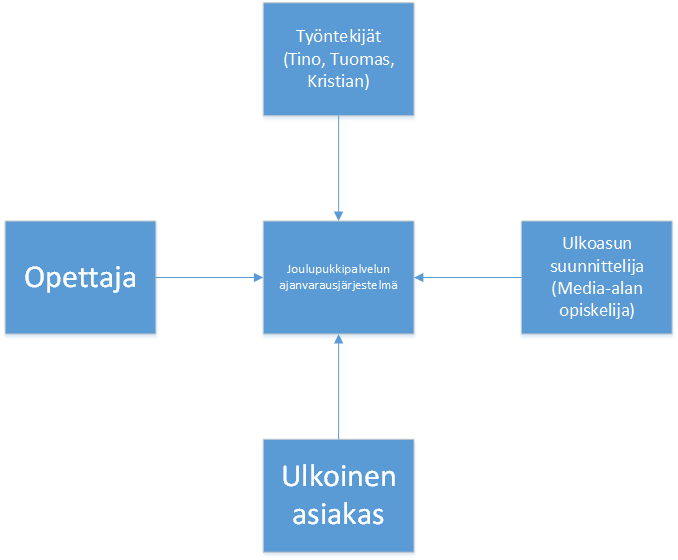 Työntekijät
(Tino, Tuomas,
Kristian)
Opettaja
Joulupukkipalvelun
ajanvarausjärjestelmä
Ulkoasun
suunnittelija
(Media-alan
opiskelija)
Ulkoinen
asiakas